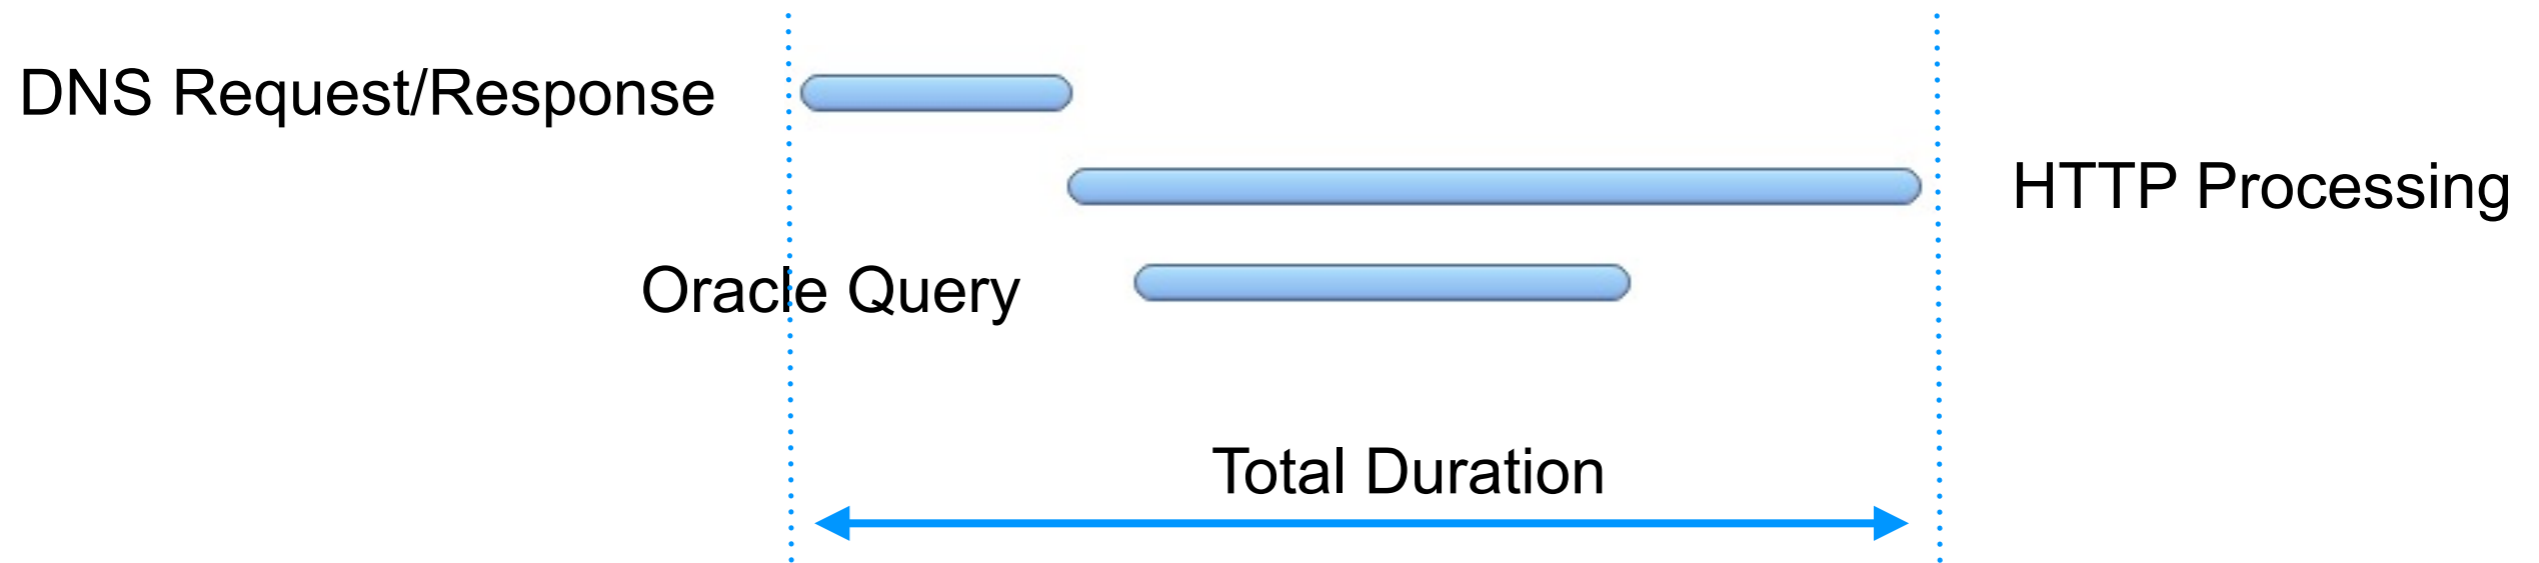 DNS Request/Response
HTTP Processing
Oracle Query
Total Duration